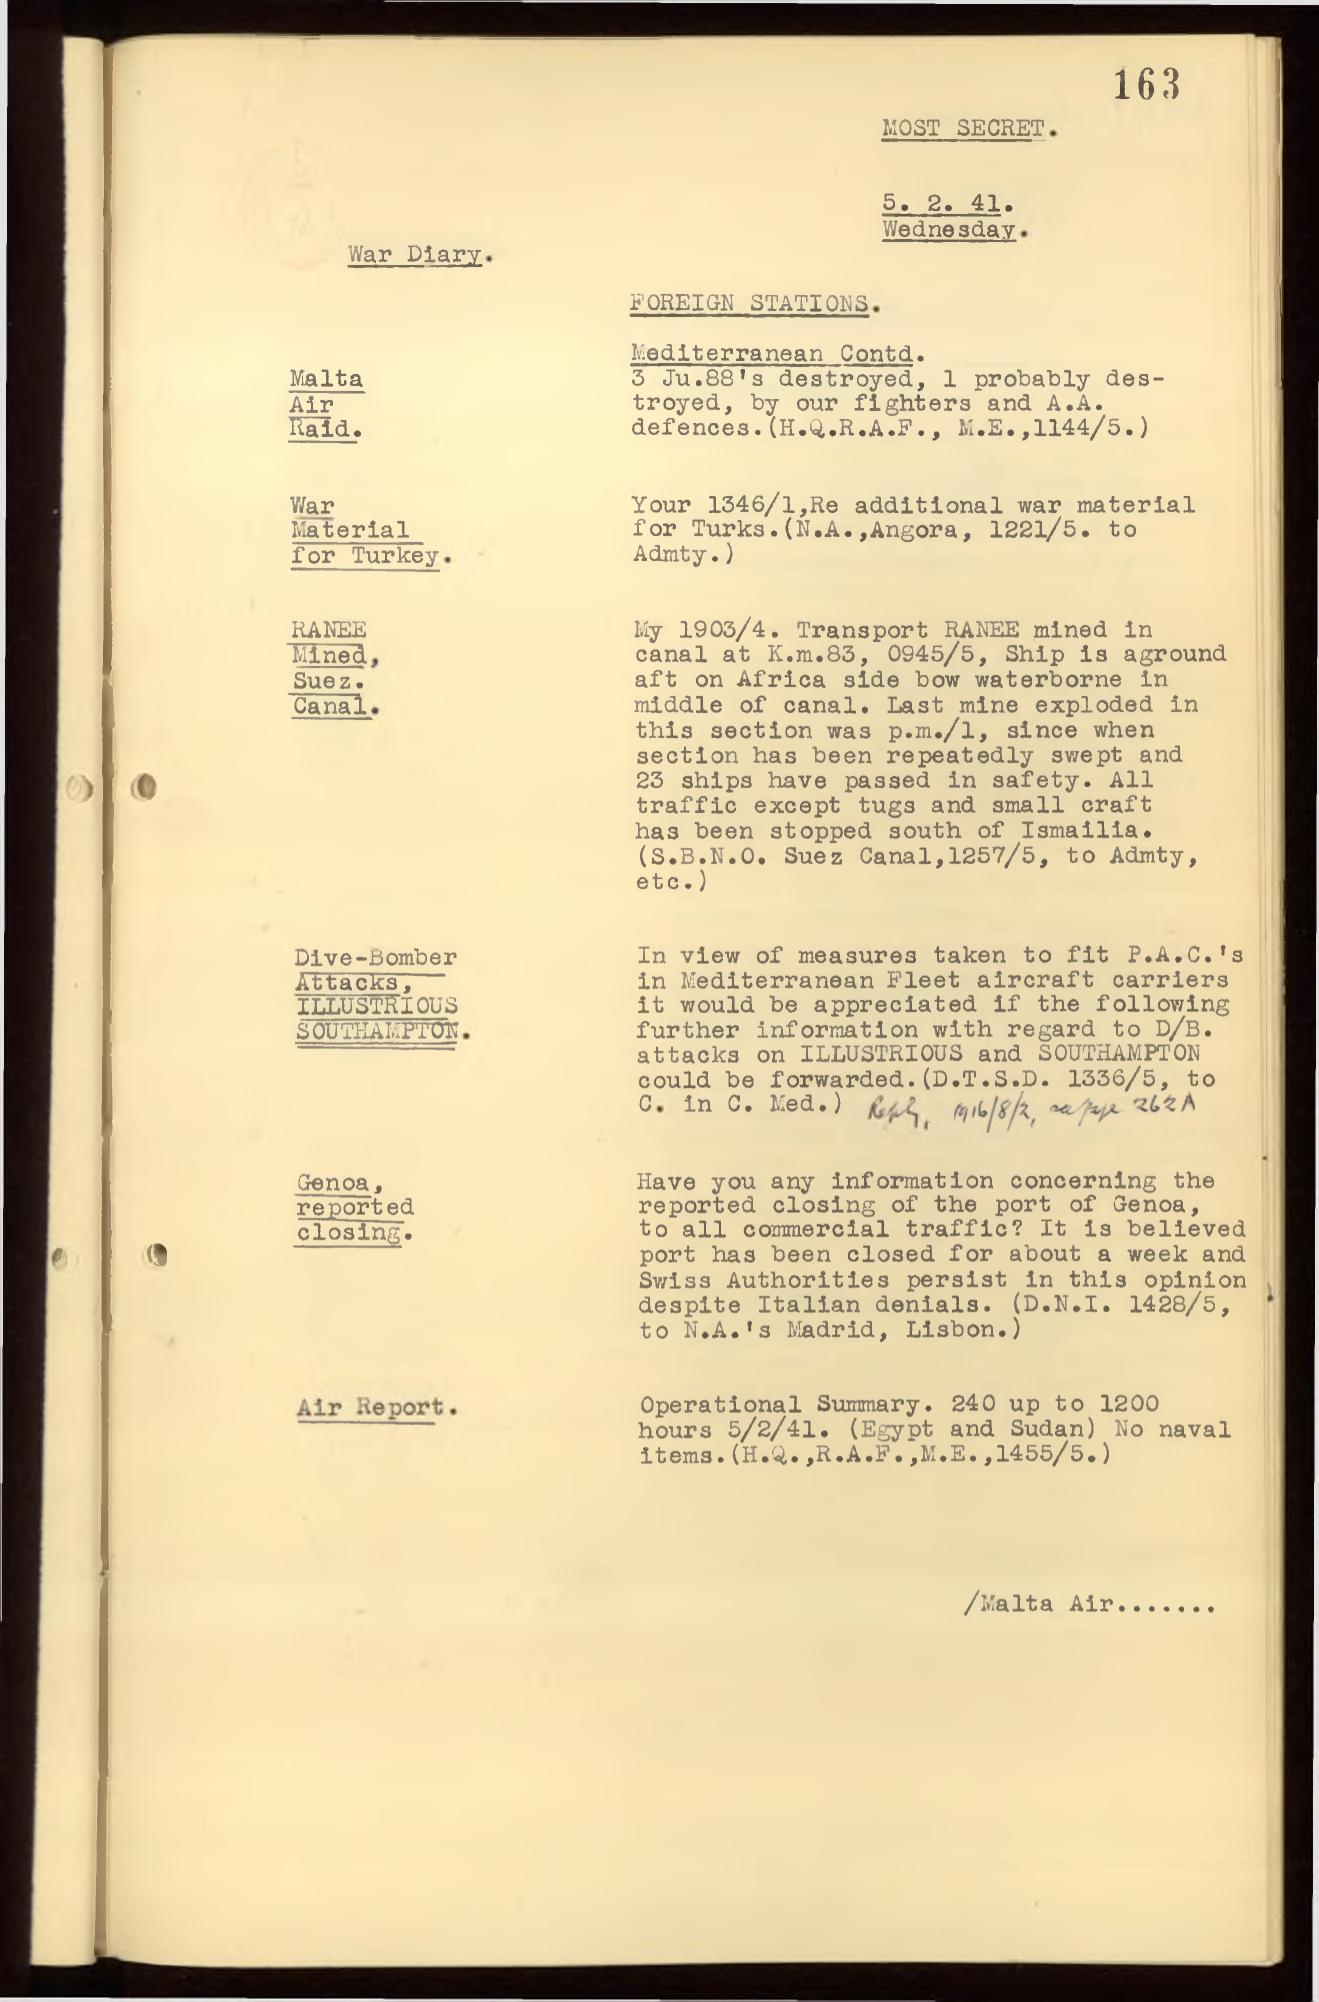 163
MOST SECRET.
5. 2. 41.
Wednesday.
War Diary.
FOREIGN STATIONS.
Mediterranean Contd.
Malta
Air
Raid.
3 Ju.88's destroyed, 1 probably des-
troyed, by our fighters and A.A.
defences.(H.Q.R.A.F., M.E.,1144/5.)
War
Material
for Turkey.
Your 1346/1,Re additional war material
for Turks.(N.A.,Angora, 1221/5. to
Admty.)
RANEE
Mined,
Suez.
Canal.
My 1903/4. Transport RANEE mined in
canal at K.m.83, 0945/5, Ship is aground
aft on Africa side bow waterborne in
middle of canal. Last mine exploded in
this section was p.m./1, since when
section has been repeatedly swept and
23 ships have passed in safety. All
traffic except tugs and small craft
has been stopped south of Ismailia.
(S.B.N.O. Suez Canal,1257/5, to Admty,
etc.)
Dive-Bomber
Attacks,
ILLUSTRIOUS
SOUTHAMPTON.
In view of measures taken to fit P.A.C.'s
in Mediterranean Fleet aircraft carriers
it would be appreciated if the following
further information with regard to D/B.
attacks on ILLUSTRIOUS and SOUTHAMPTON
could be forwarded.(D.T.S.D. 1336/5, to
C. in C. Med.) Reply, 1916/8/2, page 262A
Genoa,
reported
closing.
Have you any information concerning the
reported closing of the port of Genoa,
to all commercial traffic? It is believed
port has been closed for about a week and
Swiss Authorities persist in this opinion
despite Italian denials. (D.N.I. 1428/5,
to N.A.'s Madrid, Lisbon.)
Air Report.
Operational Summary. 240 up to 1200
hours 5/2/41. (Egypt and Sudan) No naval
items.(H.Q.,R.A.F.,M.E.,1455/5.)
/Malta Air.......